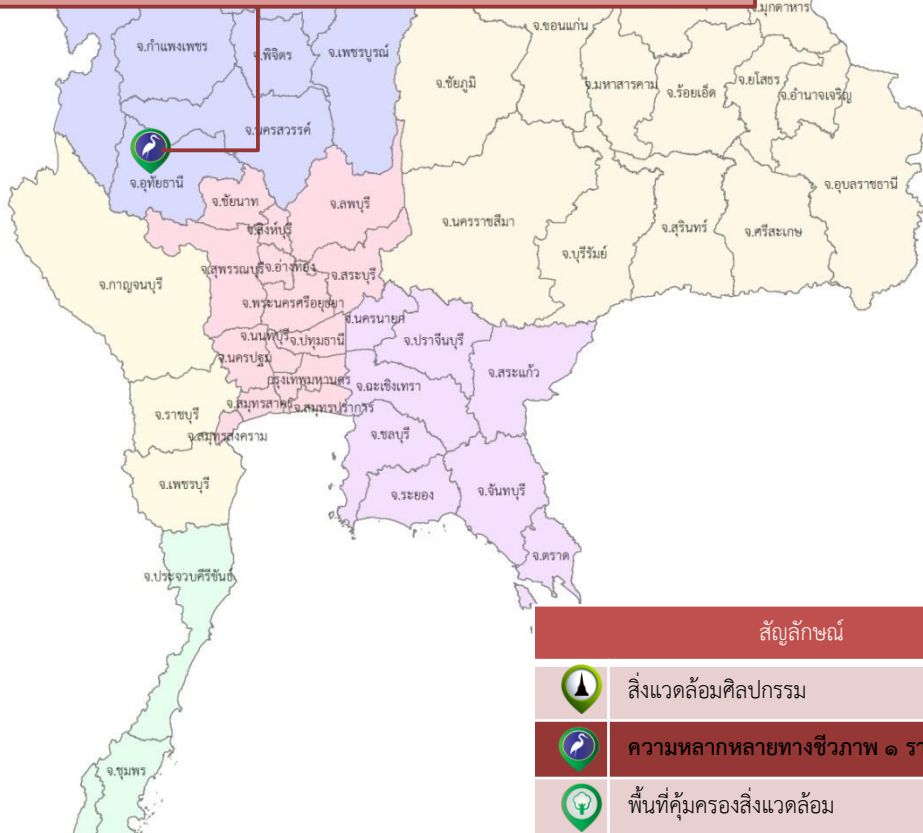 จ.มุกดาหาร
จ.ขอนแก่น
จ.กำแพงเพชร
จ.พิจิตร
จ.เพชรบูรณ์
จ.ชัยภูมิ
จ.มหาสารคาม
จ.ร้อยเอ็ด
จ.ยโสธร
จ.อำนาจเจริญ
จ.นครสวรรค์
จ.อุทัยธานี
จ.อุบลราชธานี
จ.ชัยนาท
จ.ลพบุรี
จ.สิงห์บุรี
จ.นครราชสีมา
จ.บุรีรัมย์
จ.สุรินทร์
จ.ศรีสะเกษ
จ.สุพรรณบุรี
จ.อ่างทอง
จ.สระบุรี
จ.กาญจนบุรี
จ.พระนครศรีอยุธยา
จ.นครนายก
จ.นนทบุรี
จ.ปทุมธานี
จ.ปราจีนบุรี
จ.นครปฐม
จ.สระแก้ว
กรุงเทพมหานคร
จ.ฉะเชิงเทรา
จ.สมุทรสาคร
จ.สมุทรปราการ
จ.ราชบุรี
จ.สมุทรสงคราม
จ.ชลบุรี
จ.เพชรบุรี
จ.ระยอง
จ.จันทบุรี
จ.ตราด
จ.ประจวบคีรีขันธ์
จ.ชุมพร
สัญลักษณ์
สิ่งแวดล้อมศิลปกรรม
ความหลากหลายทางชีวภาพ ๑ รา
พื้นที่คุ้มครองสิ่งแวดล้อม